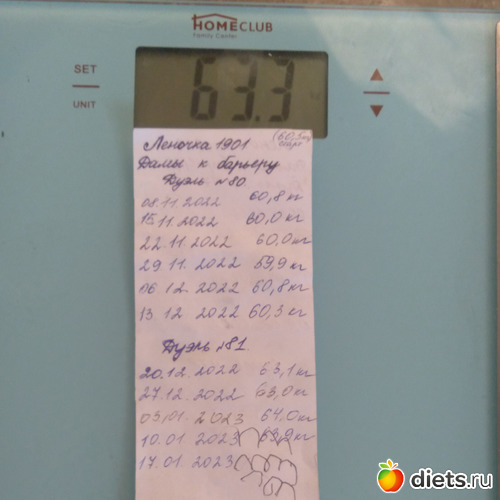 HOMECLUB
Family Center
SET
UNIT
63.3
(60,5кг
Леночка 1901
Дамы к барьеру
Дуэль №80
08.11.2022 60,8 кг
15.11.2022 60,0 кг
22.11.2022 60.0 кг
29 11 2022 59,9 кг
06 12. 2022 60,8 кг
13. 12 2022 60,3 кг
Дуэль №81.
20.12.2022 63,1 кг
27.12.2022 63,0 кг
03.01. 2023 64.0 кг
10.01 2023 63,9 кг
17.01 2023
diets.ru